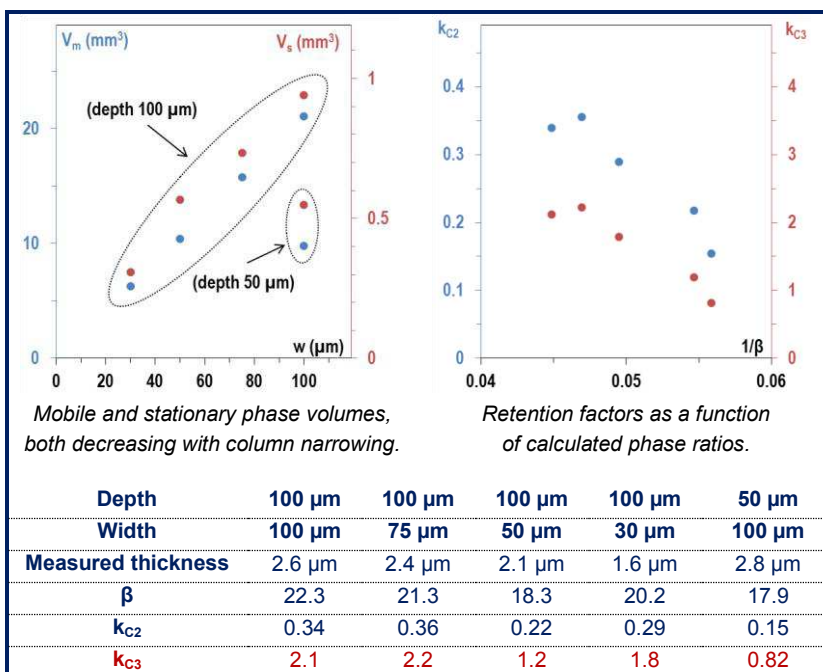 Vm (mm³)
Vs (mm³)
20
10
0
1
0.5
0
(depth 100 µm)
(depth 50 µm)
w (µm)
0 20 40 60 80 100
kC2
kC3
0.4
0.3
0.2
0.1
0
4
3
2
1
0
1/β
0.04 0.05 0.06
Mobile and stationary phase volumes,
both decreasing with column narrowing.
Retention factors as a function
of calculated phase ratios.
Depth 100 µm 100 µm 100 µm 100 µm 50 µm
Width 100 µm 75 µm 50 µm 30 µm 100 µm
Measured thickness 2.6 µm 2.4 µm 2.1 µm 1.6 µm 2.8 µm
β 22.3 21.3 18.3 20.2 17.9
kC2 0.34 0.36 0.22 0.29 0.15
kC3 2.1 2.2 1.2 1.8 0.82